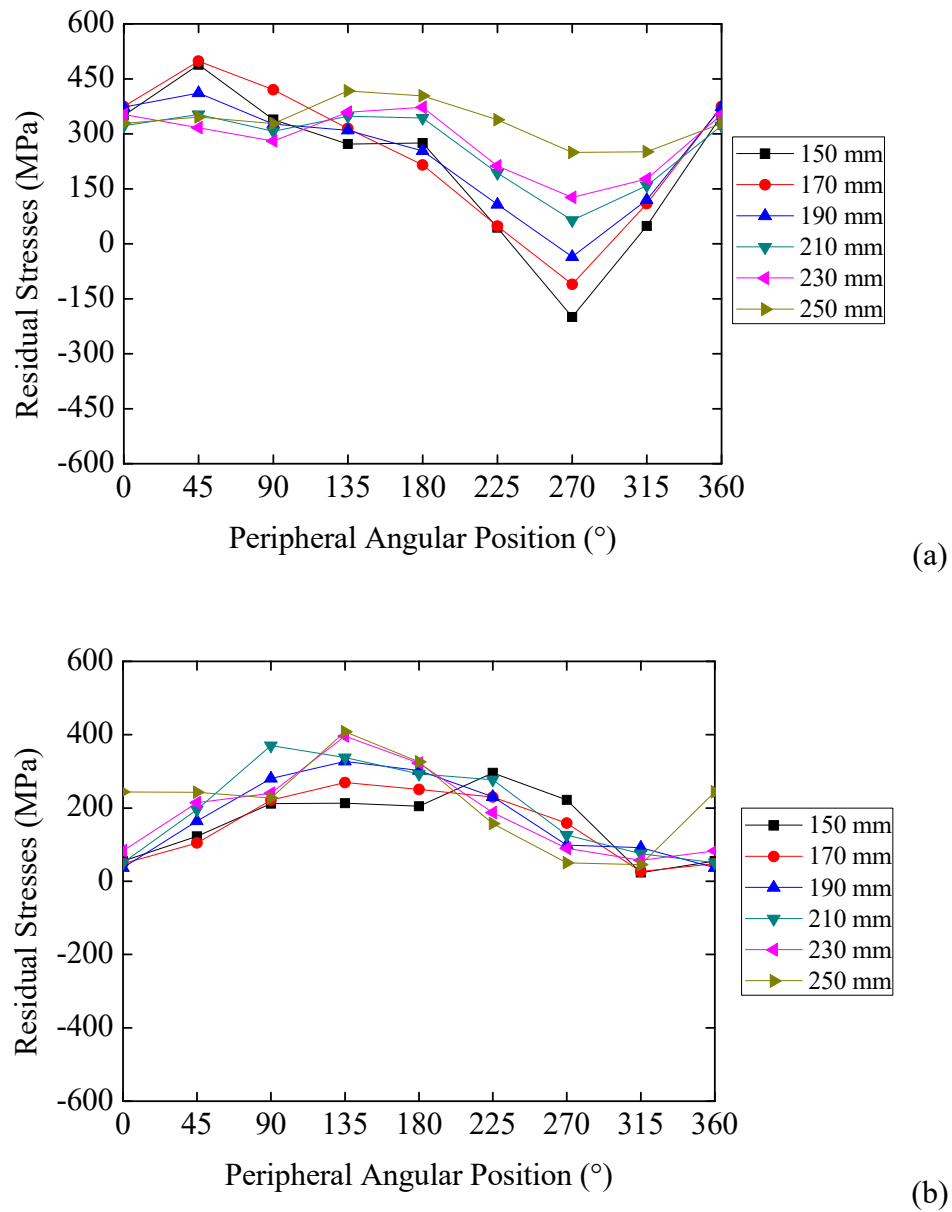 600
450
300
150
0
-150
-300
-450
-600
Residual Stresses (MPa)
0 45 90 135 180 225 270 315 360
Peripheral Angular Position (°)
150 mm
170 mm
190 mm
210 mm
230 mm
250 mm
(a)
600
400
200
0
-200
-400
-600
Residual Stresses (MPa)
0 45 90 135 180 225 270 315 360
Peripheral Angular Position (°)
150 mm
170 mm
190 mm
210 mm
230 mm
250 mm
(b)